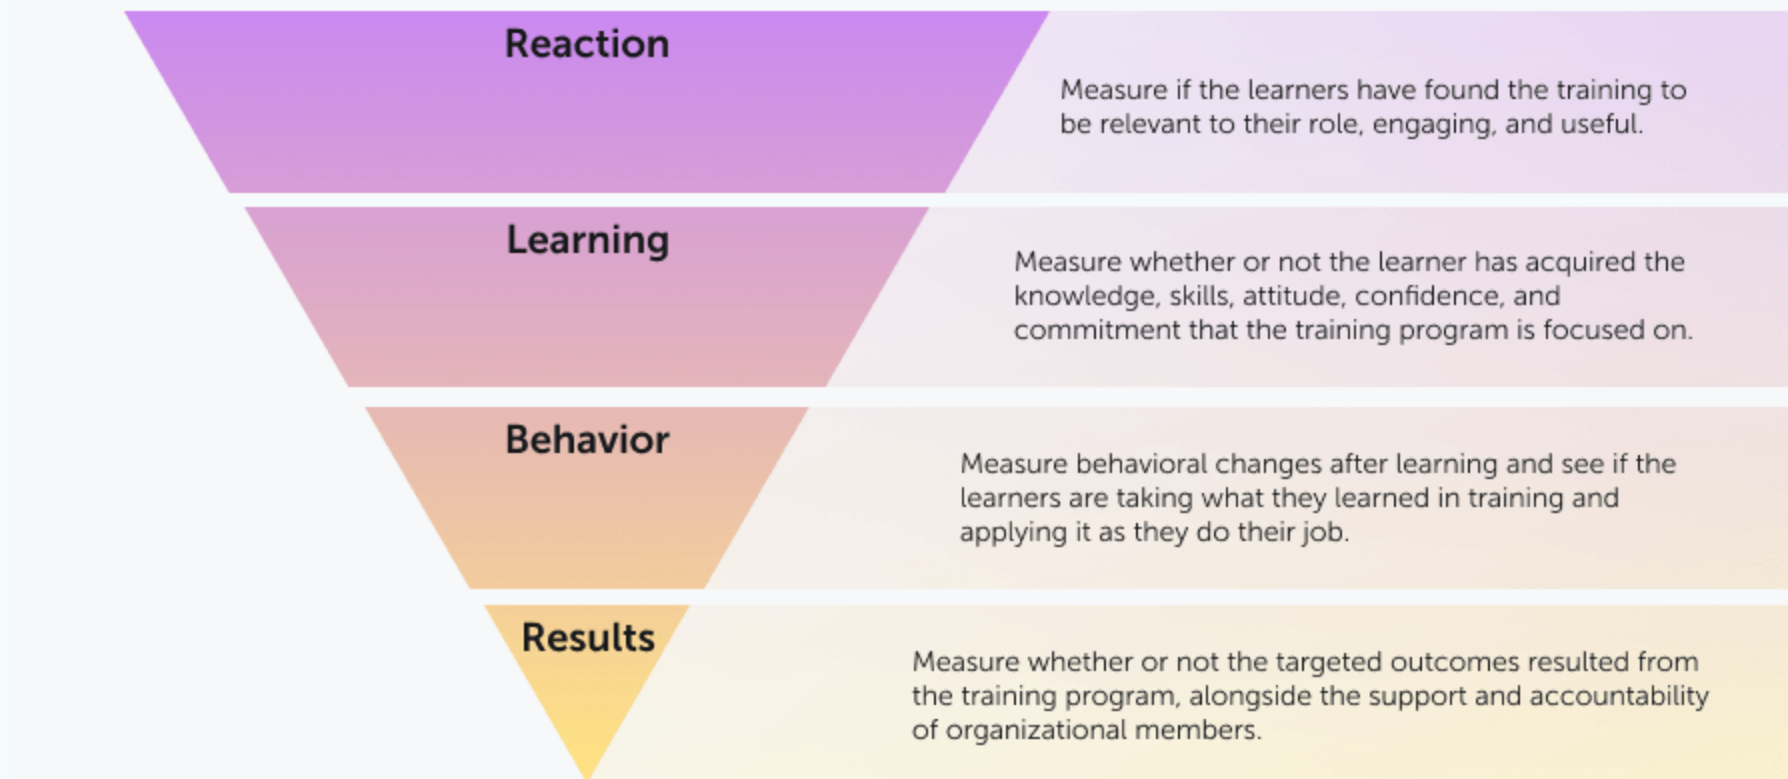 Reaction
Measure if the learners have found the training to
be relevant to their role, engaging, and useful.
Learning
Measure whether or not the learner has acquired the
knowledge, skills, attitude, confidence, and
commitment that the training program is focused on.
Behavior
Measure behavioral changes after learning and see if the
learners are taking what they learned in training and
applying it as they do their job.
Results
Measure whether or not the targeted outcomes resulted from
the training program, alongside the support and accountability
of organizational members.